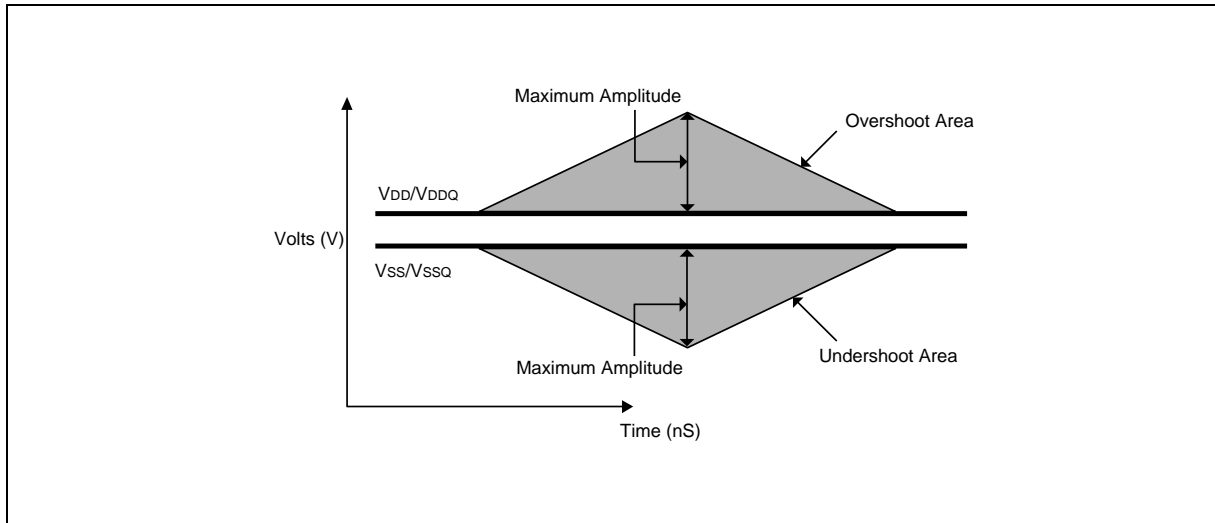 Maximum Amplitude
Overshoot Area
VDD/VDDQ
Volts (V)
VSS/VSSQ
Undershoot Area
Maximum Amplitude
Time (nS)